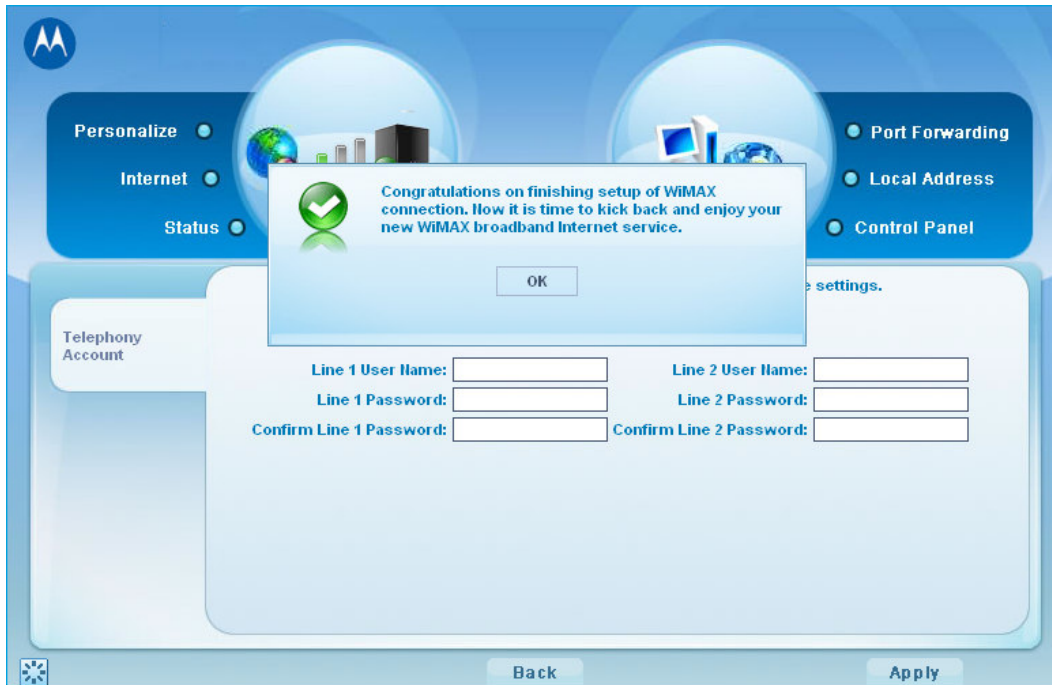 Personalize
Internet
Status
Port Forwarding
Local Address
Control Panel
Congratulations on finishing setup of WiMAX
connection. Now it is time to kick back and enjoy your
new WiMAX broadband Internet service.
OK
settings.
Telephony
Account
Line 1 User Name:
Line 2 User Name:
Line 1 Password:
Line 2 Password:
Confirm Line 1 Password:
Confirm Line 2 Password:
Back
Apply